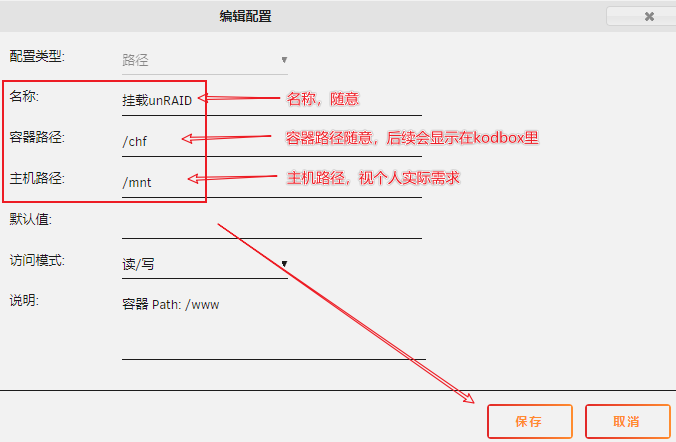 编辑配置
配置类型: 路径
名称: 挂载unRAID 名称，随意
容器路径: /chf 容器路径随意，后续会显示在kodbox里
主机路径: /mnt 主机路径，视个人实际需求
默认值:
访问模式: 读/写
说明: 容器 Path: /www
保存 取消